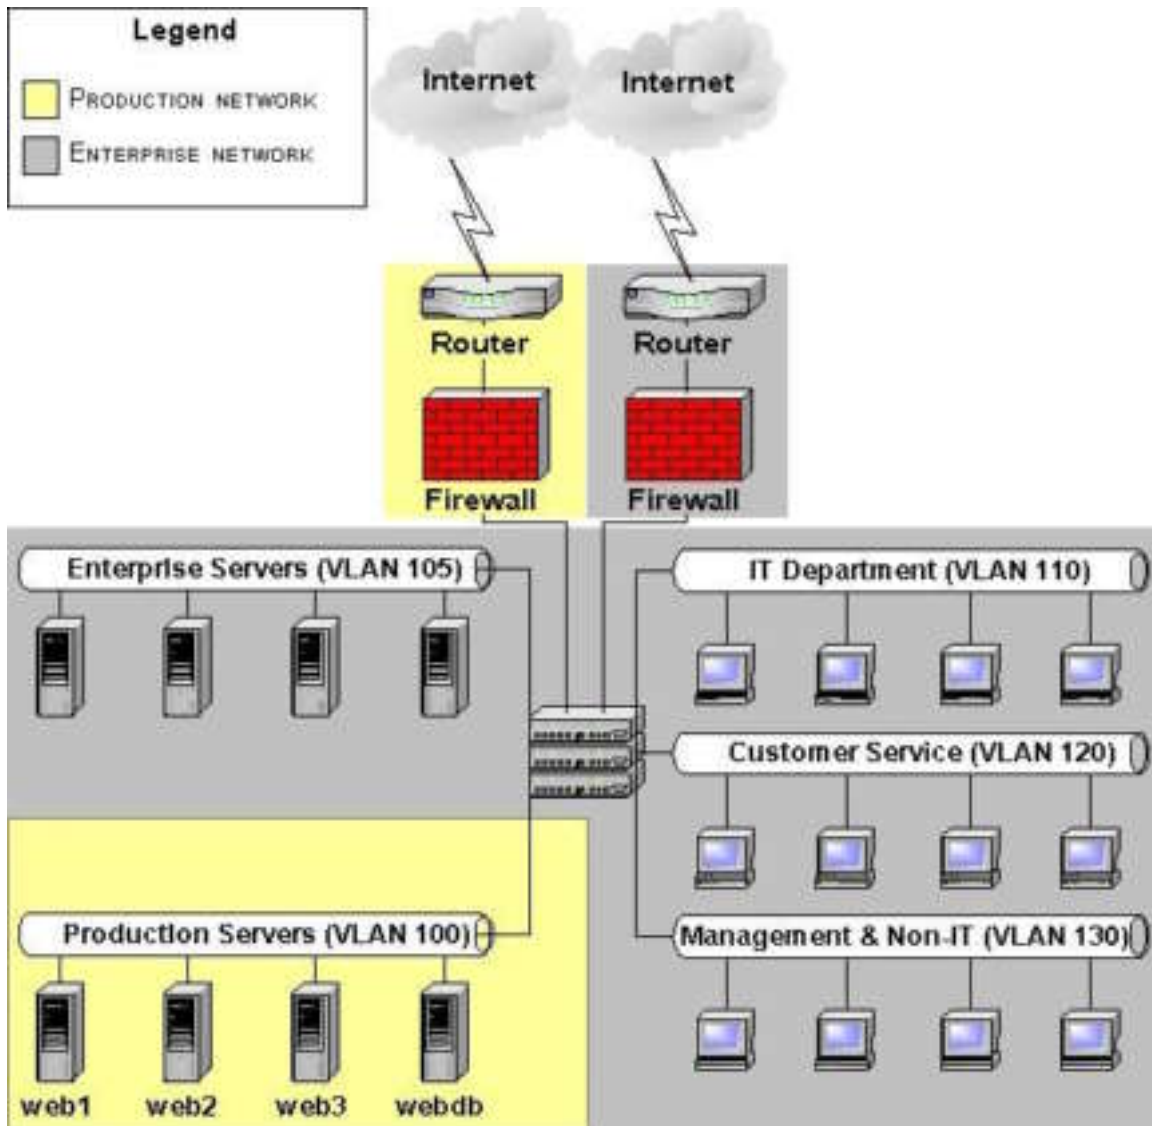 Legend
PRODUCTION NETWORK
ENTERPRISE NETWORK
Internet
Internet
Router
Router
Firewall
Firewall
Enterprise Servers (VLAN 105)
IT Department (VLAN 110)
Customer Service (VLAN 120)
Production Servers (VLAN 100)
Management & Non-IT (VLAN 130)
web1
web2
web3
webdb